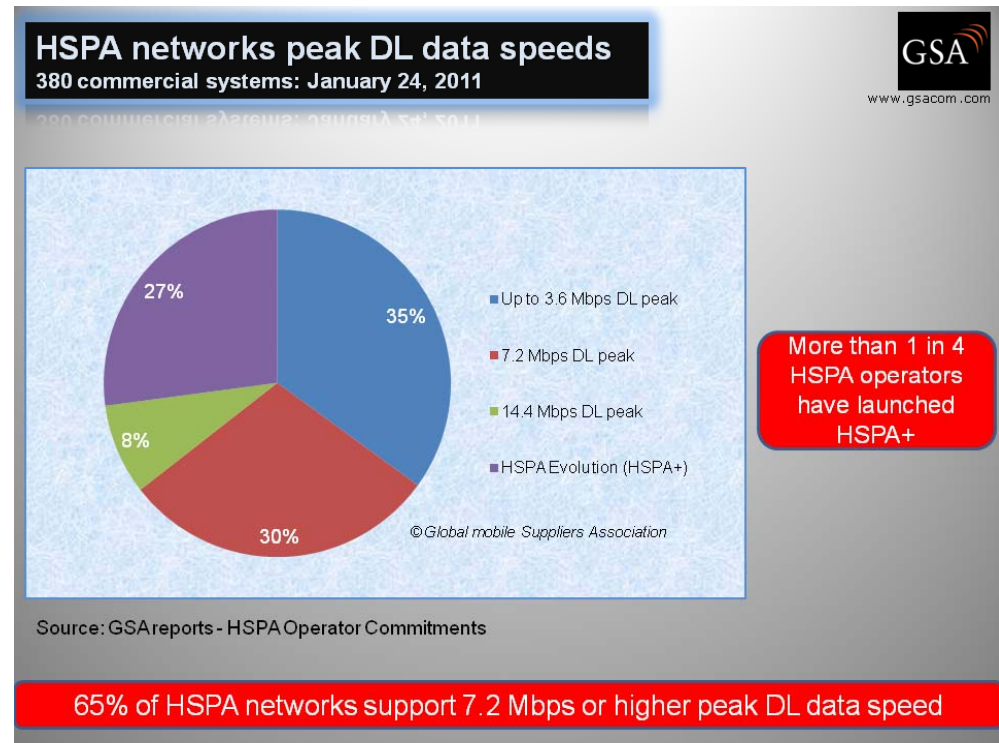 HSPA networks peak DL data speeds
380 commercial systems: January 24, 2011
GSA
www.gsacom.com
27%
35%
8%
30%
Up to 3.6 Mbps DL peak
7.2 Mbps DL peak
14.4 Mbps DL peak
HSPA Evolution (HSPA+)
© Global mobile Suppliers Association
More than 1 in 4
HSPA operators
have launched
HSPA+
Source: GSA reports - HSPA Operator Commitments
65% of HSPA networks support 7.2 Mbps or higher peak DL data speed